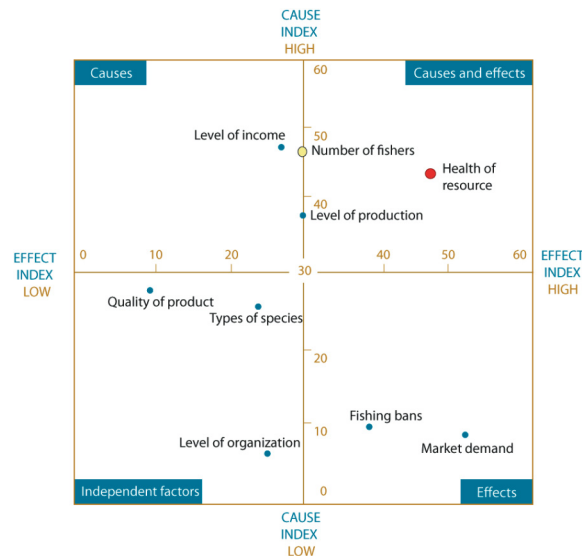 CAUSE
INDEX
HIGH
Causes
60
Causes and effects
Level of income
50
Number of fishers
Health of
resource
40
Level of production
EFFECT
INDEX
LOW
0
10
20
30
40
50
60
EFFECT
INDEX
HIGH
Quality of product
Types of species
20
Fishing bans
10
Level of organization
Market demand
Independent factors
0
Effects
CAUSE
INDEX
LOW